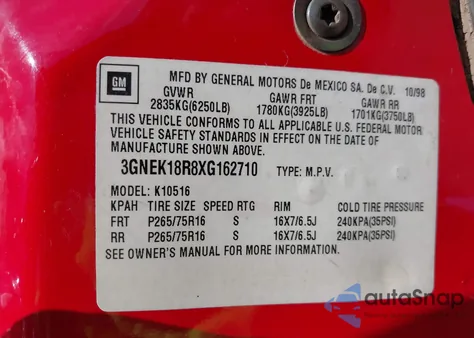 GM
MFD BY GENERAL MOTORS De MEXICO SA. De C.V. 10/98
GVWR GAWR FRT GAWR RR
2835KG(6250LB) 1780KG(3925LB) 1701KG(3750LB)
THIS VEHICLE CONFORMS TO ALL APPLICABLE U.S. FEDERAL MOTOR
VEHICLE SAFETY STANDARDS IN EFFECT ON THE DATE OF
MANUFACTURE SHOWN ABOVE.
3GNEK18R8XG162710 TYPE: M.P.V.
MODEL: K10516
KPAH TIRE SIZE SPEED RTG RIM COLD TIRE PRESSURE
FRT P265/75R16 S 16X7/6.5J 240KPA(35PSI)
RR P265/75R16 S 16X7/6.5J 240KPA(35PSI)
SEE OWNER'S MANUAL FOR MORE INFORMATION.
autoSnap